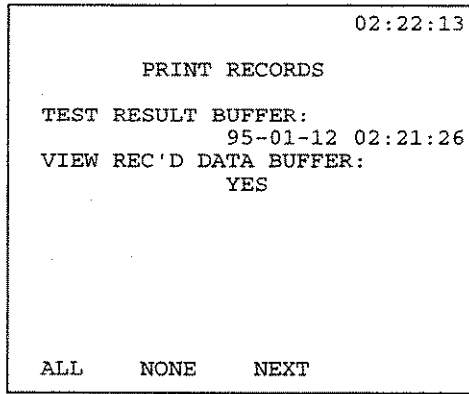 02:22:13
PRINT RECORDS
TEST RESULT BUFFER:
95-01-12 02:21:26
VIEW REC'D DATA BUFFER:
YES
ALL NONE NEXT